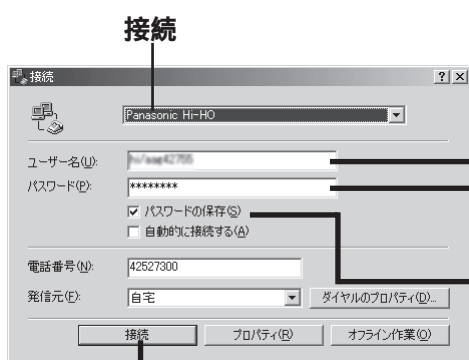 接続
接続
Panasonic Hi-HO
ユーザー名(U):
パスワード(P): ********
パスワードの保存(S)
自動的に接続する(A)
電話番号(N): 42527300
発信元(F): 自宅 ダイヤルのプロパティ(D)...
接続 プロパティ(R) オフライン作業(O)